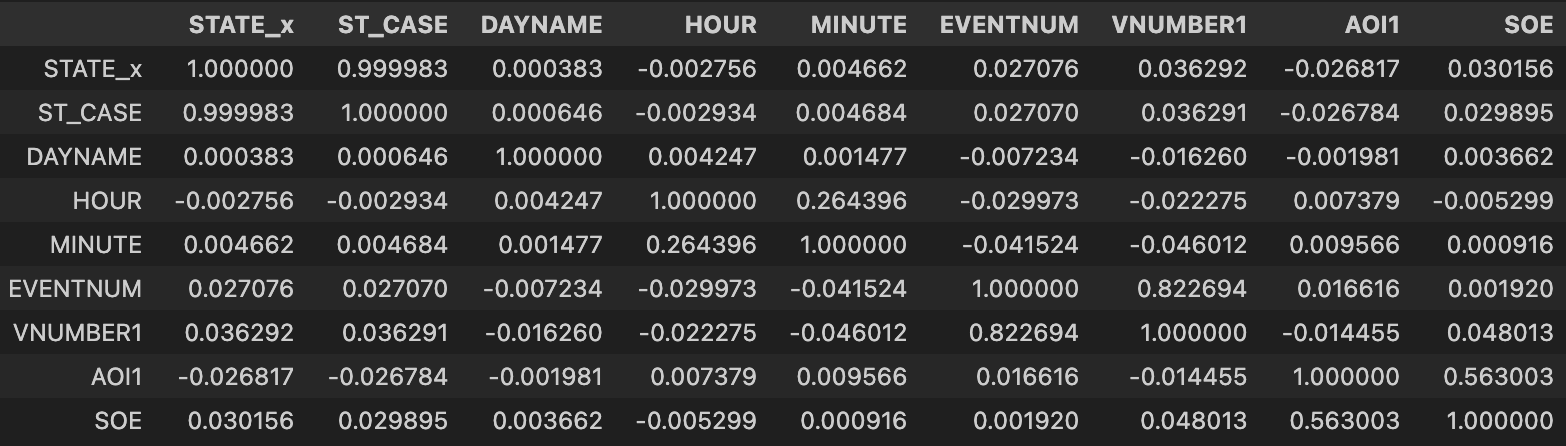 STATE_x ST_CASE DAYNAME HOUR MINUTE EVENTNUM VNUMBER1 AOI1 SOE
STATE_x 1.000000 0.999983 0.000383 -0.002756 0.004662 0.027076 0.036292 -0.026817 0.030156
ST_CASE 0.999983 1.000000 0.000646 -0.002934 0.004684 0.027070 0.036291 -0.026784 0.029895
DAYNAME 0.000383 0.000646 1.000000 0.004247 0.001477 -0.007234 -0.016260 -0.001981 0.003662
HOUR -0.002756 -0.002934 0.004247 1.000000 0.264396 -0.029973 -0.022275 0.007379 -0.005299
MINUTE 0.004662 0.004684 0.001477 0.264396 1.000000 -0.041524 -0.046012 0.009566 0.000916
EVENTNUM 0.027076 0.027070 -0.007234 -0.029973 -0.041524 1.000000 0.822694 0.016616 0.001920
VNUMBER1 0.036292 0.036291 -0.016260 -0.022275 -0.046012 0.822694 1.000000 -0.014455 0.048013
AOI1 -0.026817 -0.026784 -0.001981 0.007379 0.009566 0.016616 -0.014455 1.000000 0.563003
SOE 0.030156 0.029895 0.003662 -0.005299 0.000916 0.001920 0.048013 0.563003 1.000000